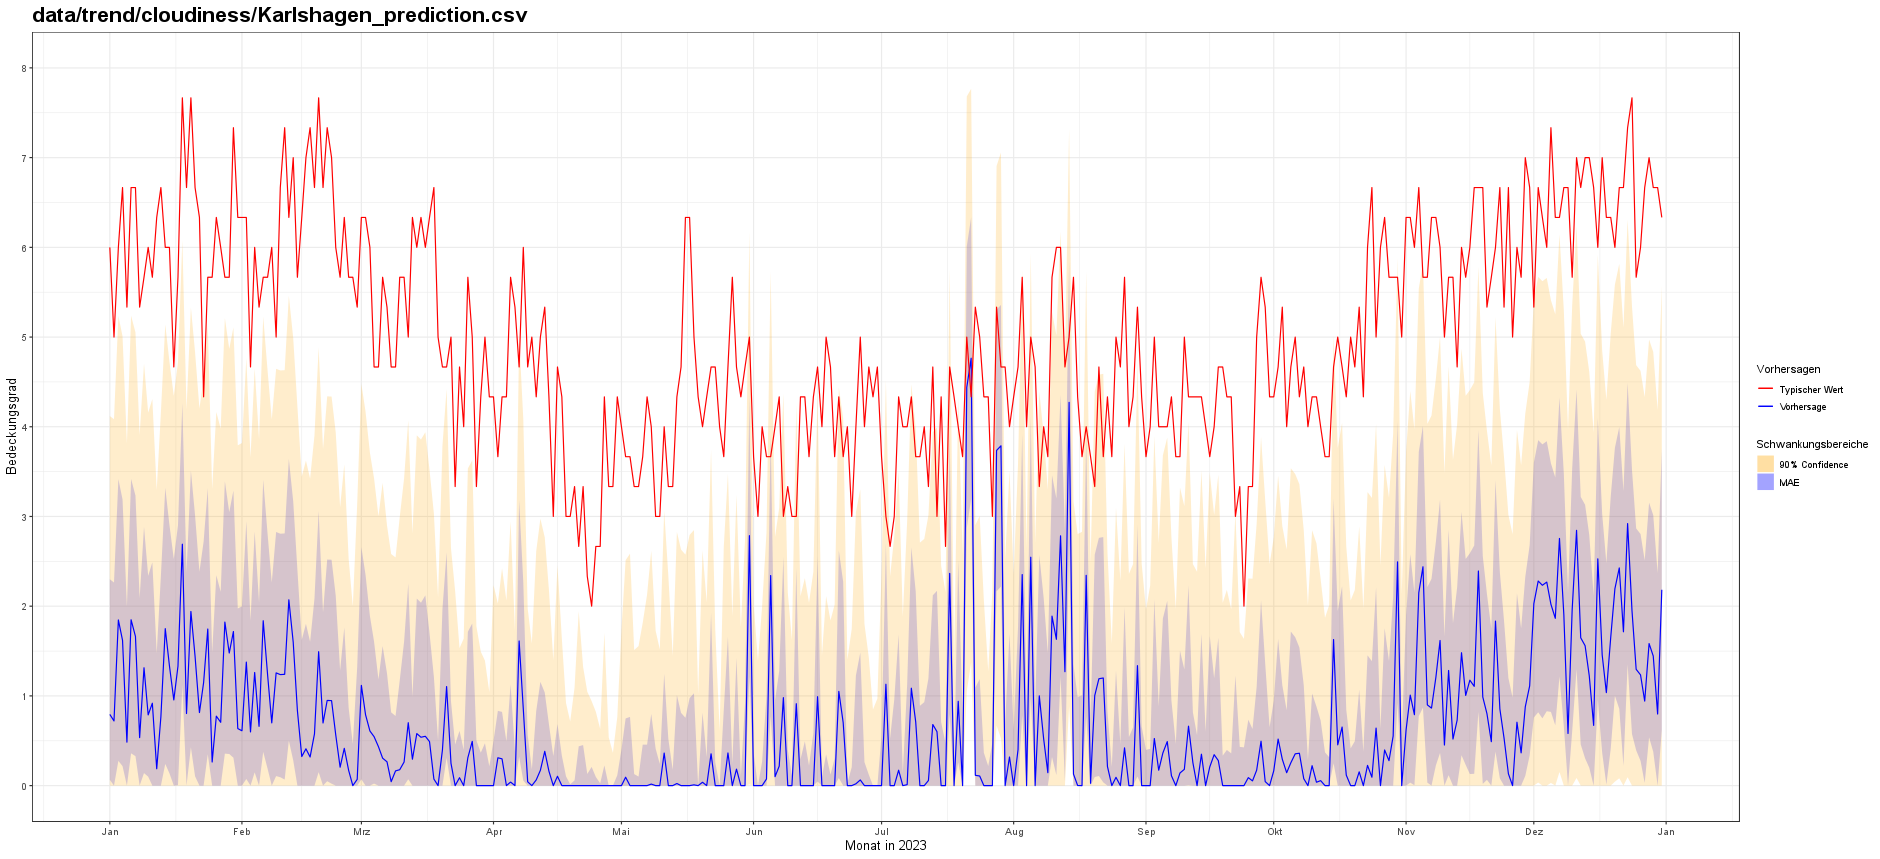 data/trend/cloudiness/Karlshagen_prediction.csv
8
7
6
5
4
3
2
1
0
Bedeckungsgrad
Jan Feb Mrz Apr Mai Jun Jul Aug Sep Okt Nov Dez Jan
Monat in 2023
Vorhersagen
Typischer Wert
Vorhersage
Schwankungsbereiche
90% Confidence
MAE